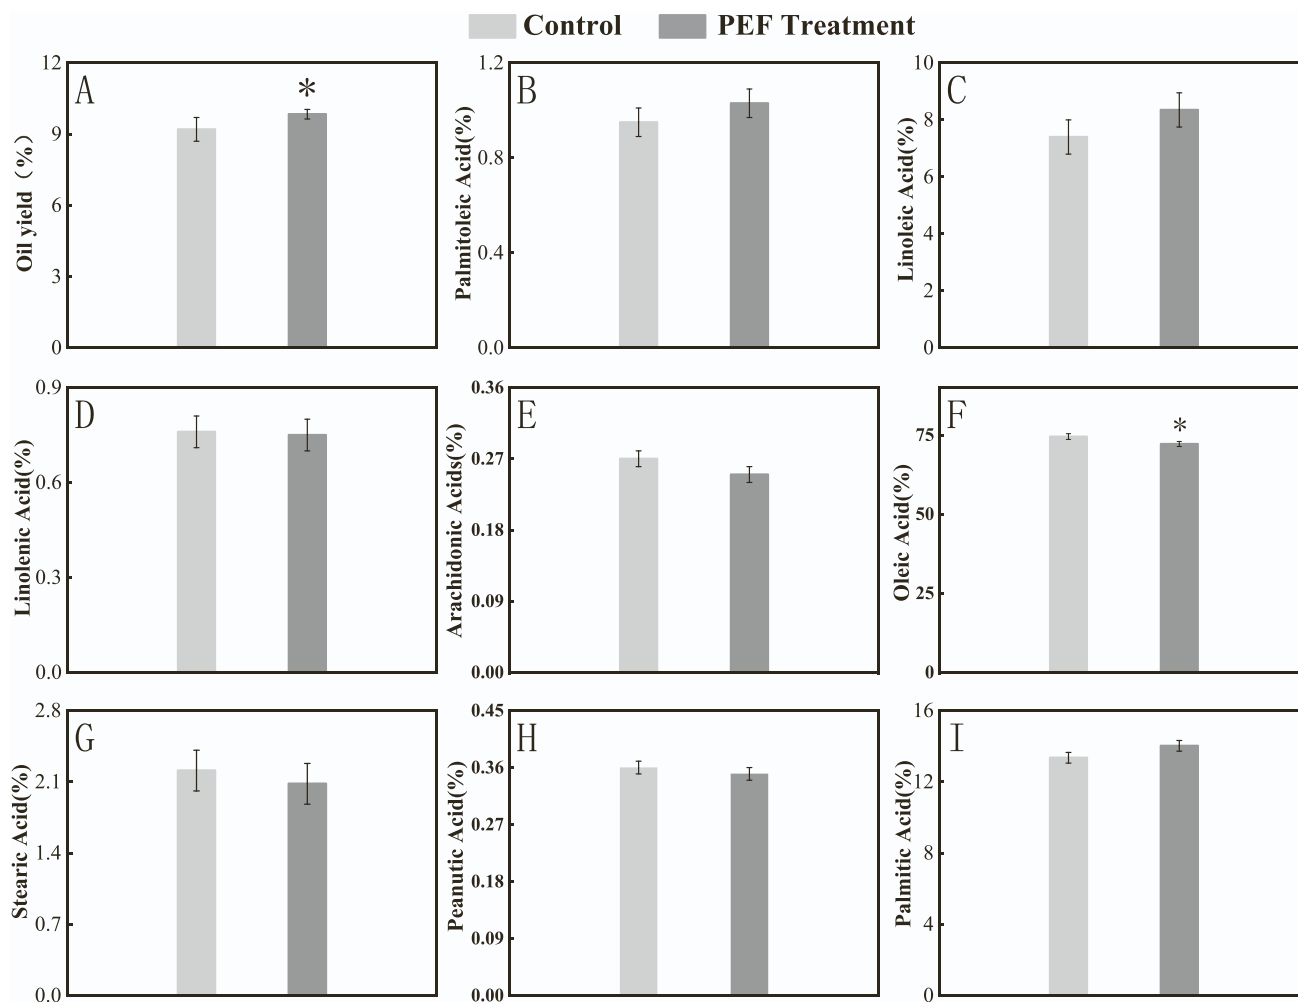 Control PEF Treatment
A
*
Oil yield（%）
12
9
6
3
0
B
Palmitoleic Acid(%)
1.2
0.8
0.4
0.0
C
Linoleic Acid(%)
10
8
6
4
2
0
D
Linolenic Acid(%)
0.9
0.6
0.3
0.0
E
Arachidonic Acids(%)
0.36
0.27
0.18
0.09
0.00
F
*
Oleic Acid(%)
75
50
25
0
G
Stearic Acid(%)
2.8
2.1
1.4
0.7
0.0
H
Peanutic Acid(%)
0.45
0.36
0.27
0.18
0.09
0.00
I
Palmitic Acid(%)
16
12
8
4
0